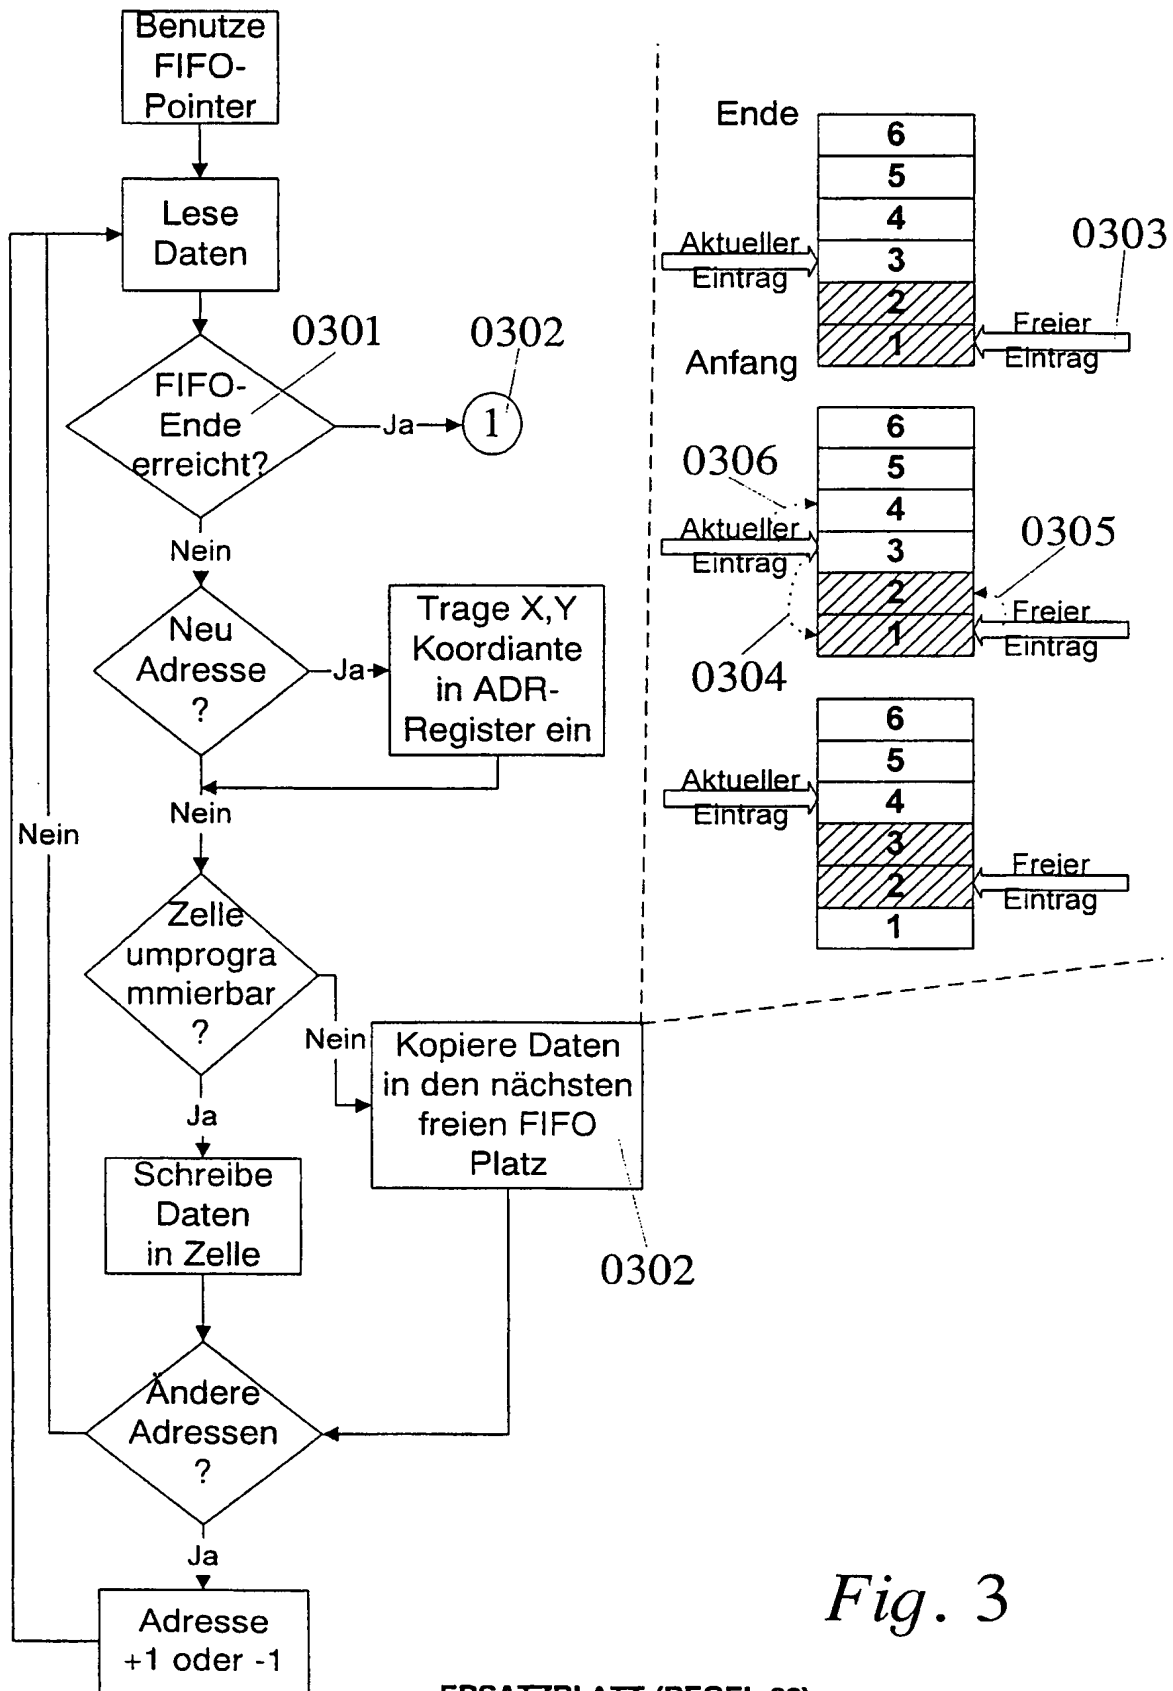 Benutze
FIFO-
Pointer
Lese
Daten
0301
0302
FIFO-
Ende
erreicht?
Ja
1
Nein
Neu
Adresse
?
Ja
Trage X,Y
Koordiante
in ADR-
Register ein
Nein
Nein
Zelle
umprogra
mmierbar
?
Nein
Kopiere Daten
in den nächsten
freien FIFO
Platz
0302
Ja
Schreibe
Daten
in Zelle
Ändere
Adressen
?
Ja
Adresse
+1 oder -1
Ende
6
5
4
Aktueller
Eintrag
3
0303
2
Freier
Eintrag
1
Anfang
6
5
0306
4
Aktueller
Eintrag
3
0305
2
Freier
Eintrag
1
0304
6
5
Aktueller
Eintrag
4
3
Freier
Eintrag
2
1
Fig. 3